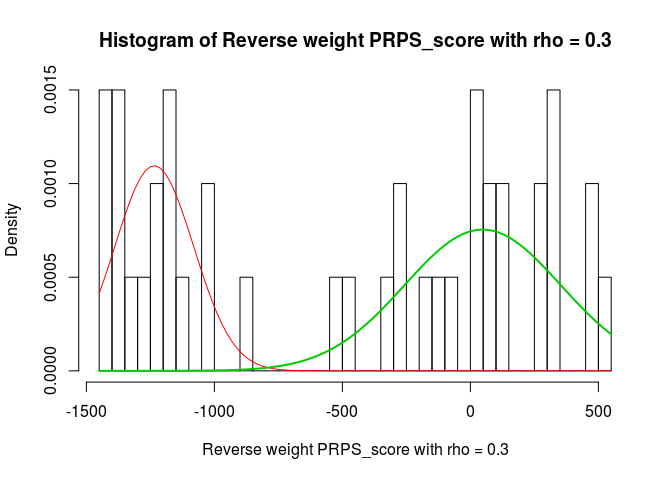 Histogram of Reverse weight PRPS_score with rho = 0.3
Density
0.0015
0.0010
0.0005
0.0000
-1500 -1000 -500 0 500
Reverse weight PRPS_score with rho = 0.3